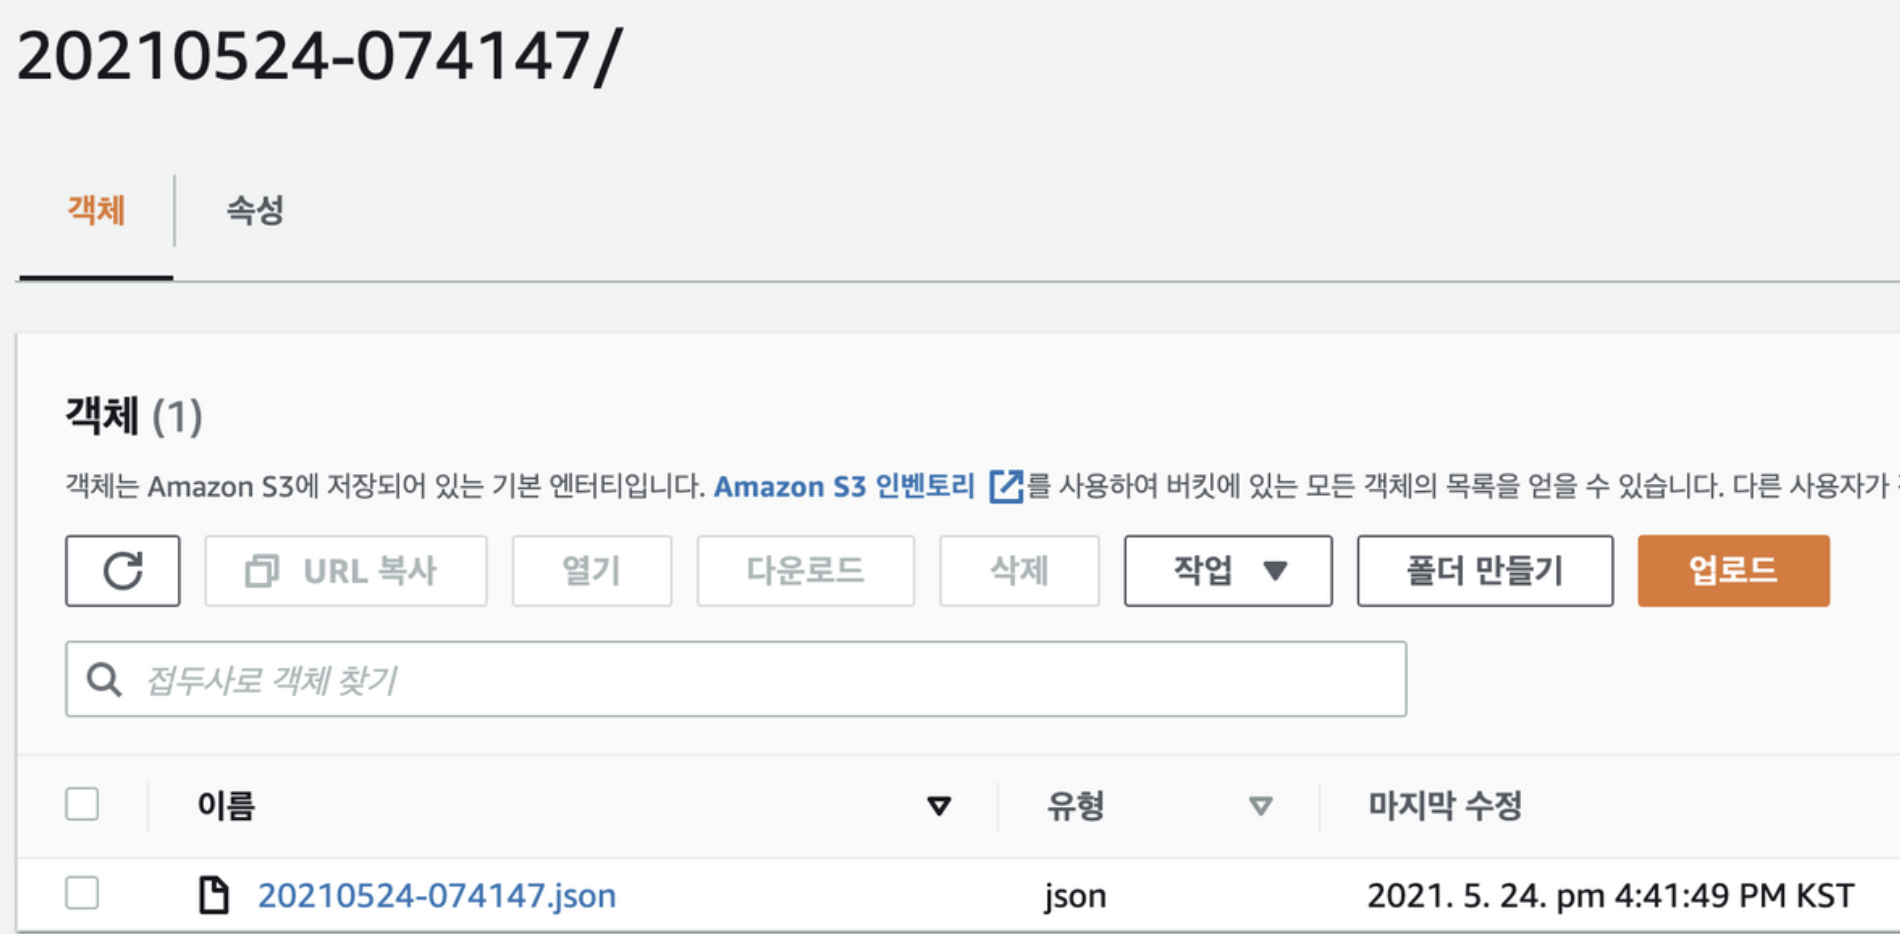 20210524-074147/
객체 속성
객체 (1)
객체는 Amazon S3에 저장되어 있는 기본 엔터티입니다. Amazon S3 인벤토리 를 사용하여 버킷에 있는 모든 객체의 목록을 얻을 수 있습니다. 다른 사용자가
URL 복사 열기 다운로드 삭제 작업 폴더 만들기 업로드
접두사로 객체 찾기
이름 유형 마지막 수정
20210524-074147.json json 2021. 5. 24. pm 4:41:49 PM KST